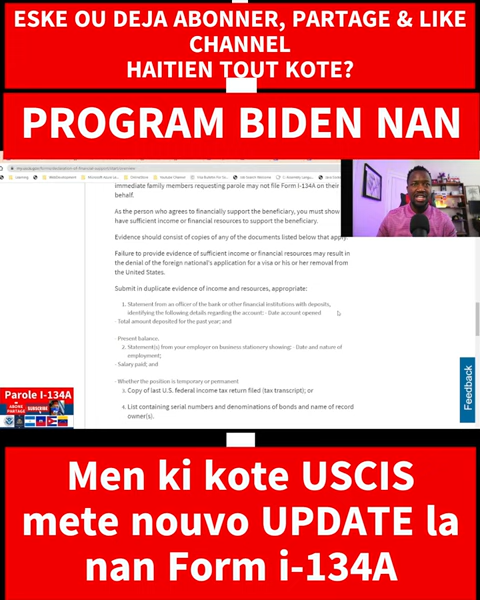 ESKE OU DEJA ABONNER, PARTAGE & LIKE
CHANNEL
HAITIEN TOUT KOTE?
PROGRAM BIDEN NAN
immediate family members requesting parole may not file Form I-134A on their
behalf.
As the person who agrees to financially support the beneficiary, you must show
have sufficient income or financial resources to support the beneficiary.
Evidence should consist of copies of any of the documents listed below that apply.
Failure to provide evidence of sufficient income or financial resources may result in
the denial of the foreign national's application for a visa or his or her removal from
the United States.
Submit in duplicate evidence of income and resources, appropriate:
1. Statement from an officer of the bank or other financial institutions with deposits,
identifying the following details regarding the account: - Date account opened
- Total amount deposited for the past year; and
-Present balance,
2. Statement(s) from your employer on business stationery showing: - Date and nature of
employment;
- Salary paid; and
-Whether the position is temporary or permanent
3. Copy of last U.S. federal income tax return filed (tax transcript); or
4. List containing serial numbers and denominations of bonds and name of record
owner(s).
Feedback
Parole I-134A
ABONE
PARTAGE
SUBSCRIBE
Men ki kote USCIS
mete nouvo UPDATE la
nan Form i-134A